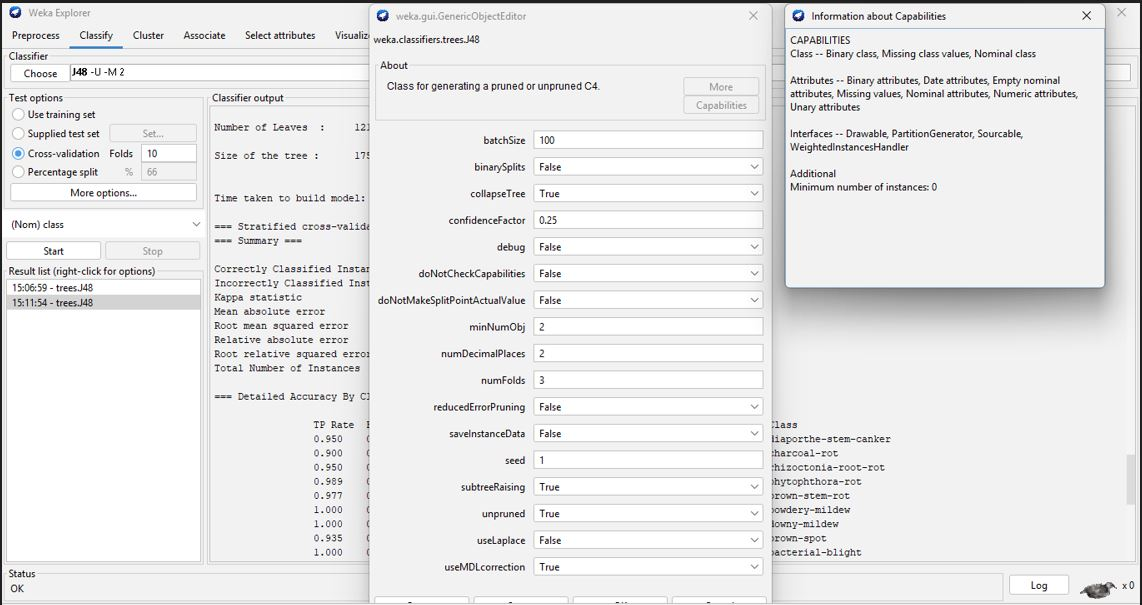 Weka Explorer
Preprocess Classify Cluster Associate Select attributes Visualiz
Classifier
Choose J48 -U -M 2
Test options
Use training set
Supplied test set Set...
Cross-validation Folds 10
Percentage split % 66
More options...
(Nom) class
Start Stop
Result list (right-click for options)
15:06:59 - trees.J48
15:11:54 - trees.J48
Classifier output
Number of Leaves : 121
Size of the tree : 175
Time taken to build model:
=== Stratified cross-valida
=== Summary ===
Correctly Classified Instan
Incorrectly Classified Inst
Kappa statistic
Mean absolute error
Root mean squared error
Relative absolute error
Root relative squared error
Total Number of Instances
=== Detailed Accuracy By Cl
TP Rate Class
0.950 diaporthe-stem-canker
0.900 charcoal-rot
0.950 rhizoctonia-root-rot
0.989 phytophthora-rot
0.977 brown-stem-rot
1.000 powdery-mildew
1.000 downy-mildew
0.935 brown-spot
1.000 bacterial-blight
Status
OK
Log x 0
weka.gui.GenericObjectEditor
weka.classifiers.trees.J48
About
Class for generating a pruned or unpruned C4.
More
Capabilities
batchSize 100
binarySplits False
collapseTree True
confidenceFactor 0.25
debug False
doNotCheckCapabilities False
doNotMakeSplitPointActualValue False
minNumObj 2
numDecimalPlaces 2
numFolds 3
reducedErrorPruning False
saveInstanceData False
seed 1
subtreeRaising True
unpruned True
useLaplace False
useMDLcorrection True
Information about Capabilities
CAPABILITIES
Class -- Binary class, Missing class values, Nominal class
Attributes -- Binary attributes, Date attributes, Empty nominal
attributes, Missing values, Nominal attributes, Numeric attributes,
Unary attributes
Interfaces -- Drawable, PartitionGenerator, Sourcable,
WeightedInstancesHandler
Additional
Minimum number of instances: 0